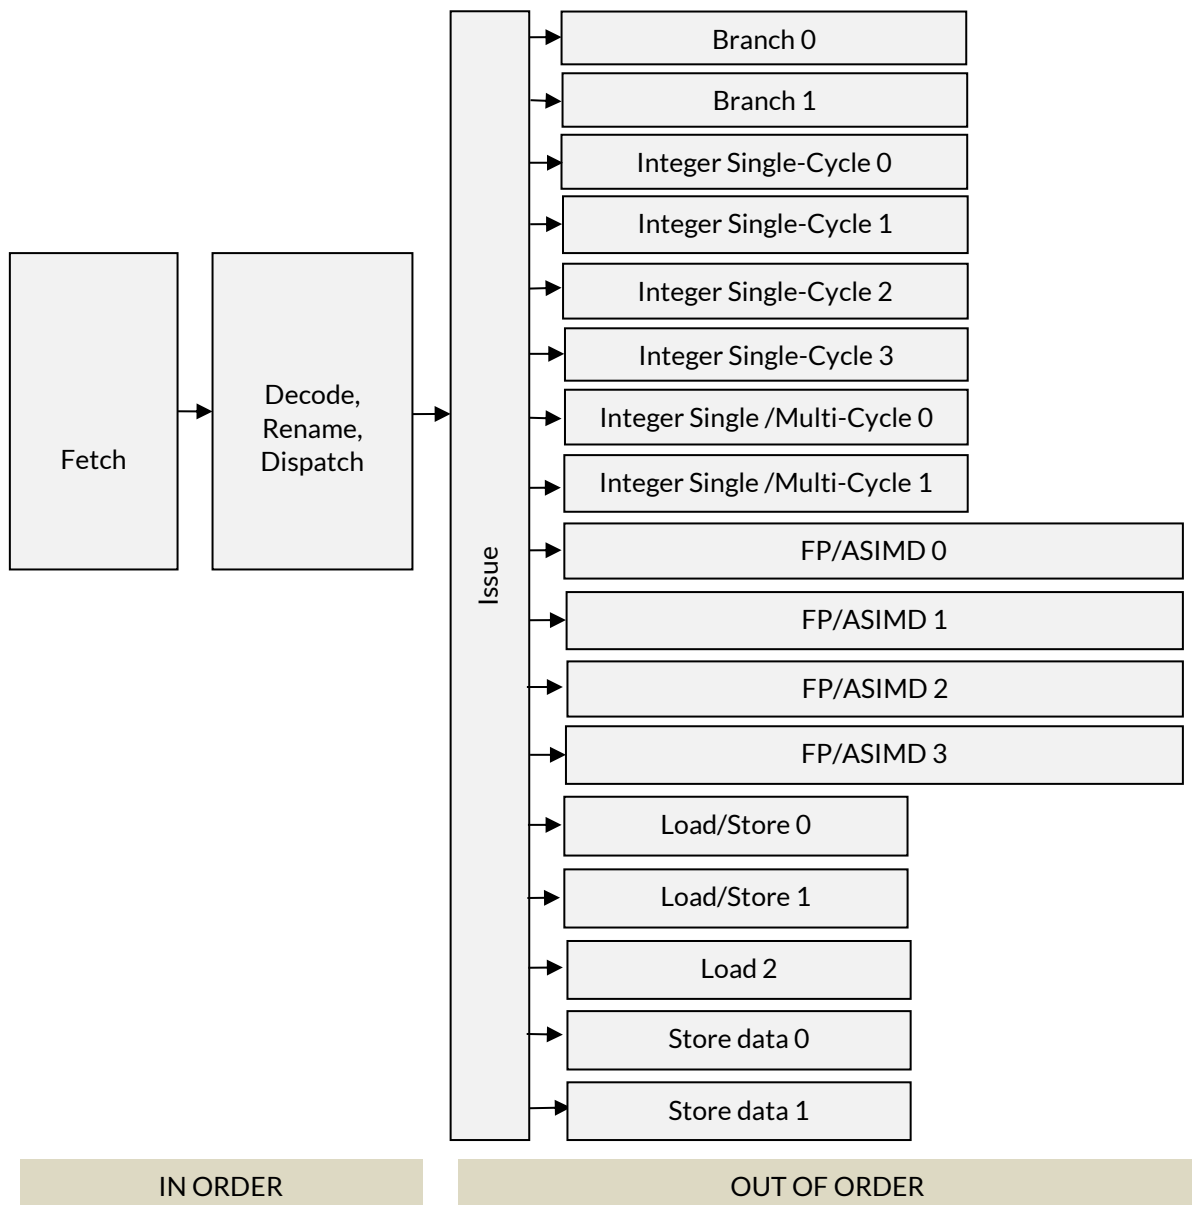 Fetch
Decode,
Rename,
Dispatch
Issue
Branch 0
Branch 1
Integer Single-Cycle 0
Integer Single-Cycle 1
Integer Single-Cycle 2
Integer Single-Cycle 3
Integer Single /Multi-Cycle 0
Integer Single /Multi-Cycle 1
FP/ASIMD 0
FP/ASIMD 1
FP/ASIMD 2
FP/ASIMD 3
Load/Store 0
Load/Store 1
Load 2
Store data 0
Store data 1
IN ORDER
OUT OF ORDER